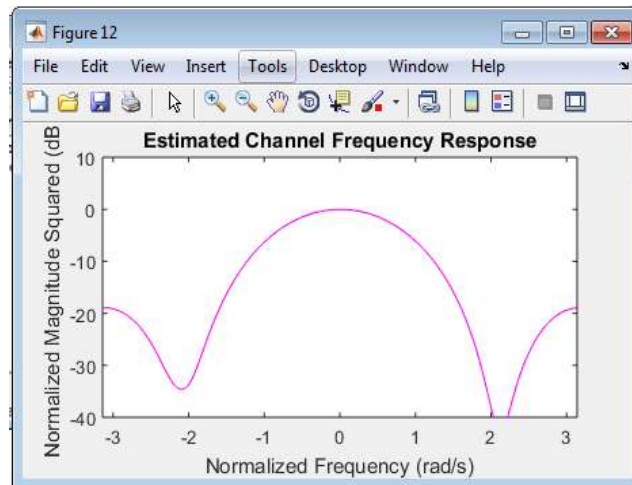 Figure 12
File Edit View Insert Tools Desktop Window Help
Estimated Channel Frequency Response
Normalized Magnitude Squared (dB
10
0
-10
-20
-30
-40
-3 -2 -1 0 1 2 3
Normalized Frequency (rad/s)